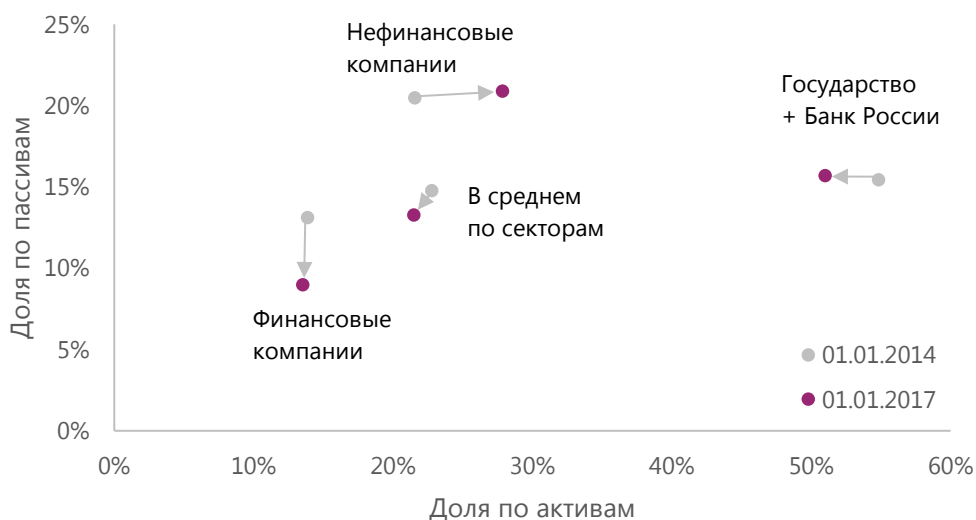 25%
20%
15%
10%
5%
0%
Доля по пассивам
Нефинансовые
компании
Государство
+ Банк России
В среднем
по секторам
Финансовые
компании
01.01.2014
01.01.2017
0%
10%
20%
30%
40%
50%
60%
Доля по активам